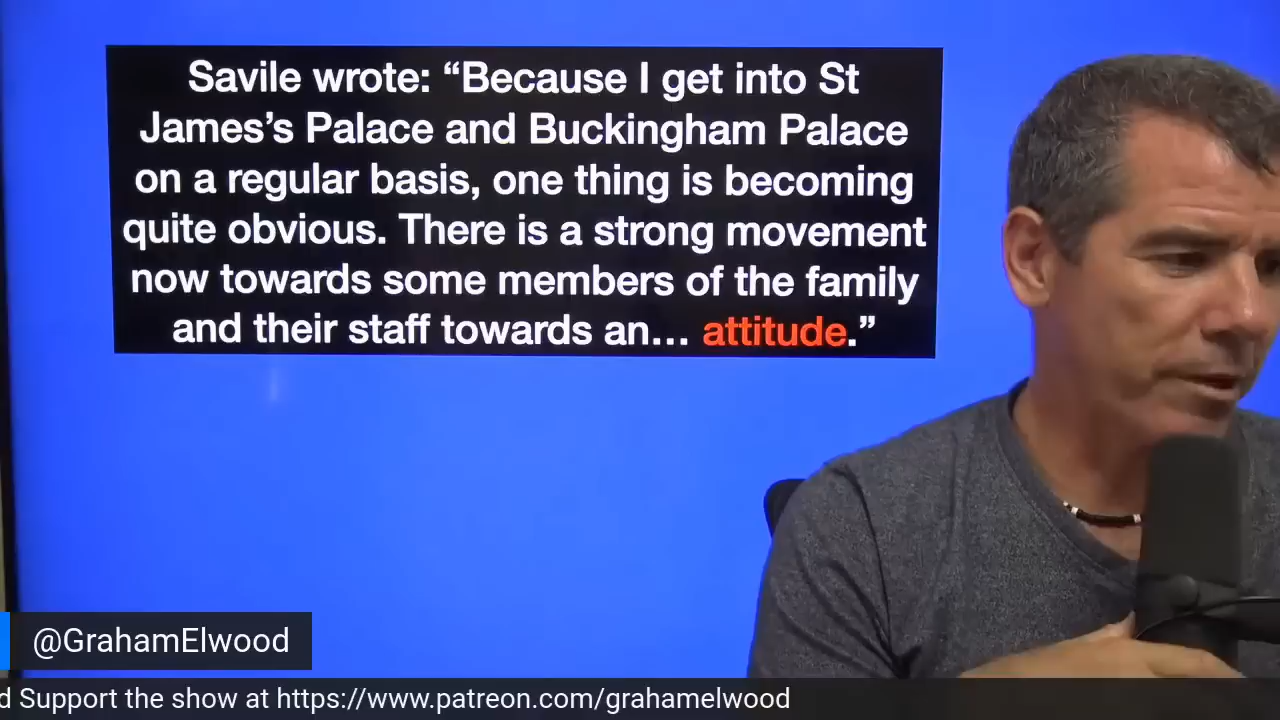 Savile wrote: “Because I get into St
James’s Palace and Buckingham Palace
on a regular basis, one thing is becoming
quite obvious. There is a strong movement
now towards some members of the family
and their staff towards an... attitude.”
@GrahamElwood
d Support the show at https://www.patreon.com/grahamelwood